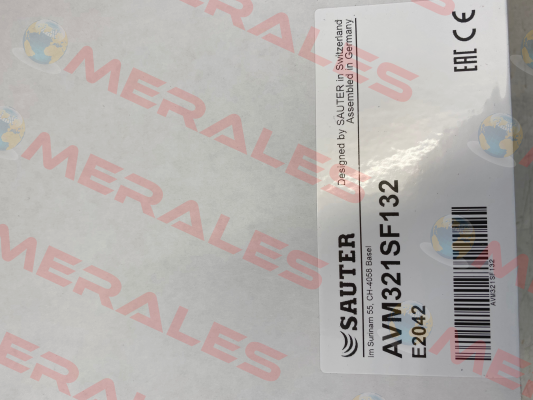 Designed by SAUTER in Switzerland
Assembled in Germany
EAC CE
SAUTER
Im Surinam 55, CH-4058 Basel
AVM321SF132
E2042
AVM321SF132
MERALES
MERALES
MERALES
MERALES
MERALES